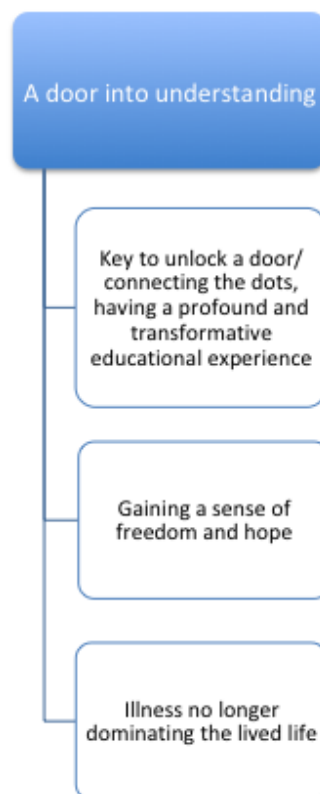 A door into understanding
Key to unlock a door/
connecting the dots,
having a profound and
transformative
educational experience
Gaining a sense of
freedom and hope
Illness no longer
dominating the lived life